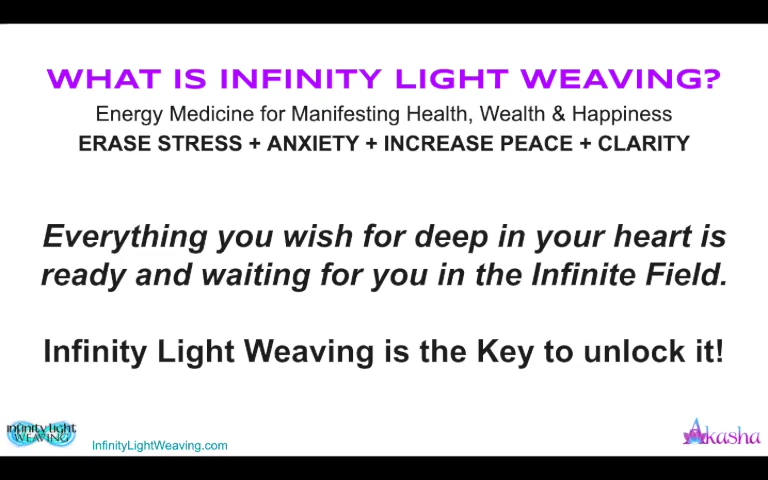 WHAT IS INFINITY LIGHT WEAVING?
Energy Medicine for Manifesting Health, Wealth & Happiness
ERASE STRESS + ANXIETY + INCREASE PEACE + CLARITY
Everything you wish for deep in your heart is
ready and waiting for you in the Infinite Field.
Infinity Light Weaving is the Key to unlock it!
infinity light
WEAVING
InfinityLightWeaving.com
Akasha